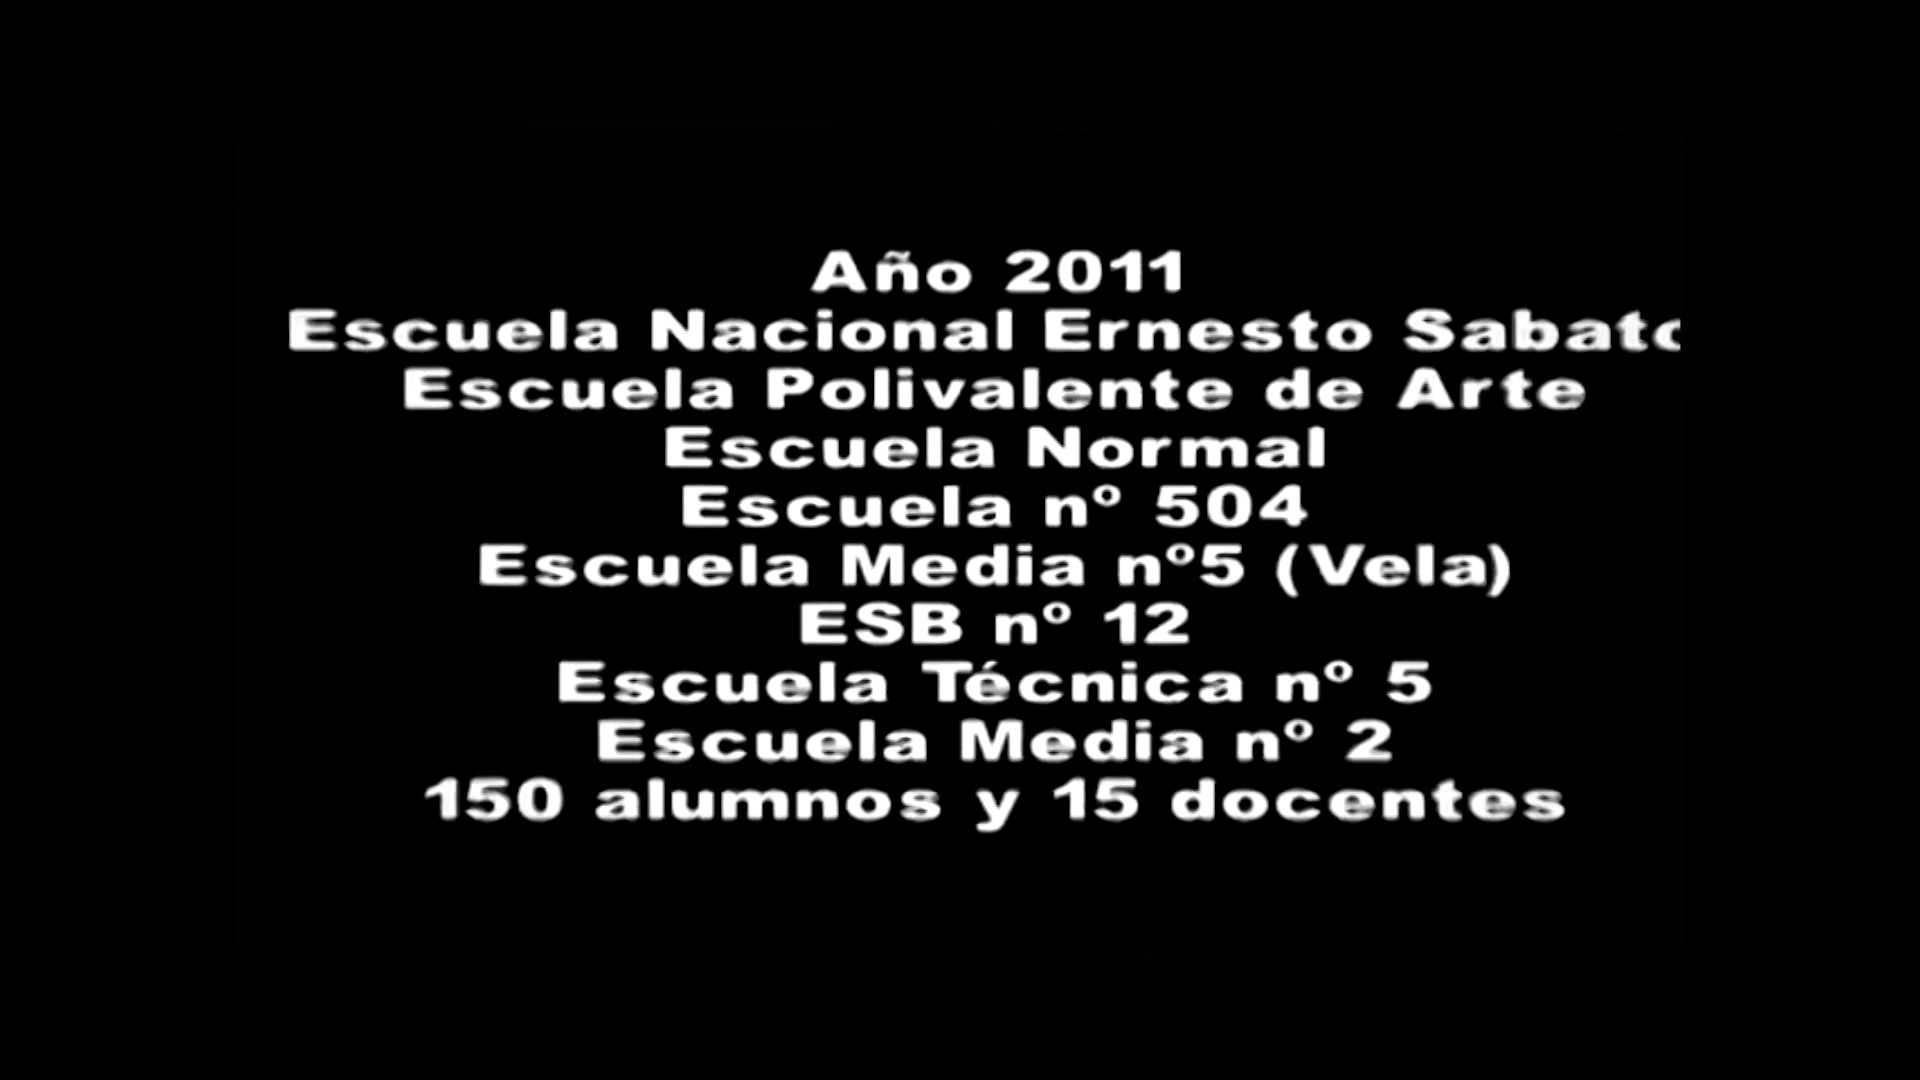 Año 2011
Escuela Nacional Ernesto Sabato
Escuela Polivalente de Arte
Escuela Normal
Escuela nº 504
Escuela Media nº5 (Vela)
ESB nº 12
Escuela Técnica nº 5
Escuela Media nº 2
150 alumnos y 15 docentes